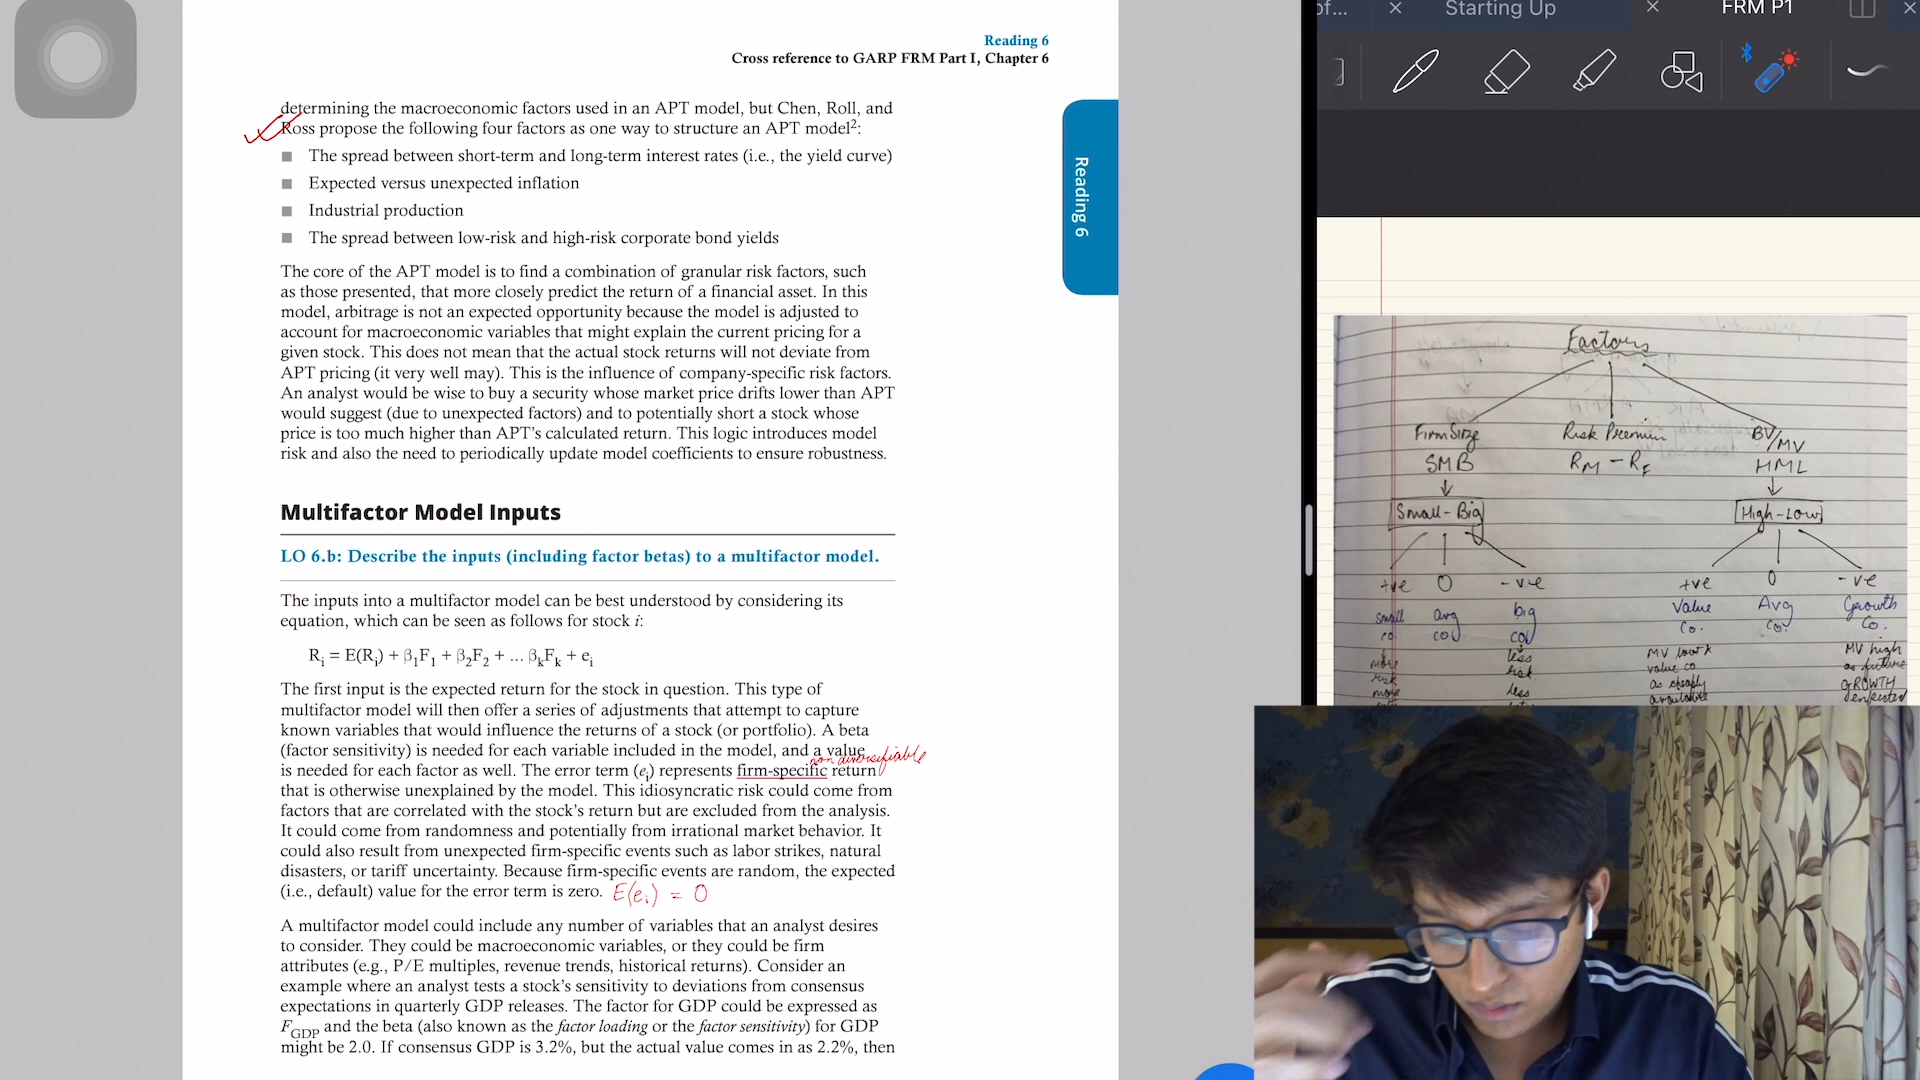 Reading 6
Cross reference to GARP FRM Part I, Chapter 6
determining the macroeconomic factors used in an APT model, but Chen, Roll, and
Ross propose the following four factors as one way to structure an APT model²:
■ The spread between short-term and long-term interest rates (i.e., the yield curve)
■ Expected versus unexpected inflation
■ Industrial production
■ The spread between low-risk and high-risk corporate bond yields
The core of the APT model is to find a combination of granular risk factors, such
as those presented, that more closely predict the return of a financial asset. In this
model, arbitrage is not an expected opportunity because the model is adjusted to
account for macroeconomic variables that might explain the current pricing for a
given stock. This does not mean that the actual stock returns will not deviate from
APT pricing (it very well may). This is the influence of company-specific risk factors.
An analyst would be wise to buy a security whose market price drifts lower than APT
would suggest (due to unexpected factors) and to potentially short a stock whose
price is too much higher than APT's calculated return. This logic introduces model
risk and also the need to periodically update model coefficients to ensure robustness.
Multifactor Model Inputs
LO 6.b: Describe the inputs (including factor betas) to a multifactor model.
The inputs into a multifactor model can be best understood by considering its
equation, which can be seen as follows for stock i:
Rᵢ = E(Rᵢ) + β₁F₁ + β₂F₂ + ... βₖFₖ + eᵢ
The first input is the expected return for the stock in question. This type of
multifactor model will then offer a series of adjustments that attempt to capture
known variables that would influence the returns of a stock (or portfolio). A beta
(factor sensitivity) is needed for each variable included in the model, and a value
non diversifiable
is needed for each factor as well. The error term (eᵢ) represents firm-specific return
that is otherwise unexplained by the model. This idiosyncratic risk could come from
factors that are correlated with the stock's return but are excluded from the analysis.
It could come from randomness and potentially from irrational market behavior. It
could also result from unexpected firm-specific events such as labor strikes, natural
disasters, or tariff uncertainty. Because firm-specific events are random, the expected
(i.e., default) value for the error term is zero. E(eᵢ) = 0
A multifactor model could include any number of variables that an analyst desires
to consider. They could be macroeconomic variables, or they could be firm
attributes (e.g., P/E multiples, revenue trends, historical returns). Consider an
example where an analyst tests a stock's sensitivity to deviations from consensus
expectations in quarterly GDP releases. The factor for GDP could be expressed as
F_GDP and the beta (also known as the factor loading or the factor sensitivity) for GDP
might be 2.0. If consensus GDP is 3.2%, but the actual value comes in as 2.2%, then
Reading 6
of... × Starting Up × FRM P1 ×
Factors
Firm Size Risk Premium BV/MV
SMB RM - RF HML
Small - Big High - Low
+ve 0 -ve +ve 0 -ve
small avg big Value Avg Growth
co. co. co. Co. Co. Co.
more less MV low MV high
risk risk value co as future
more less as cheaply GROWTH
available expected